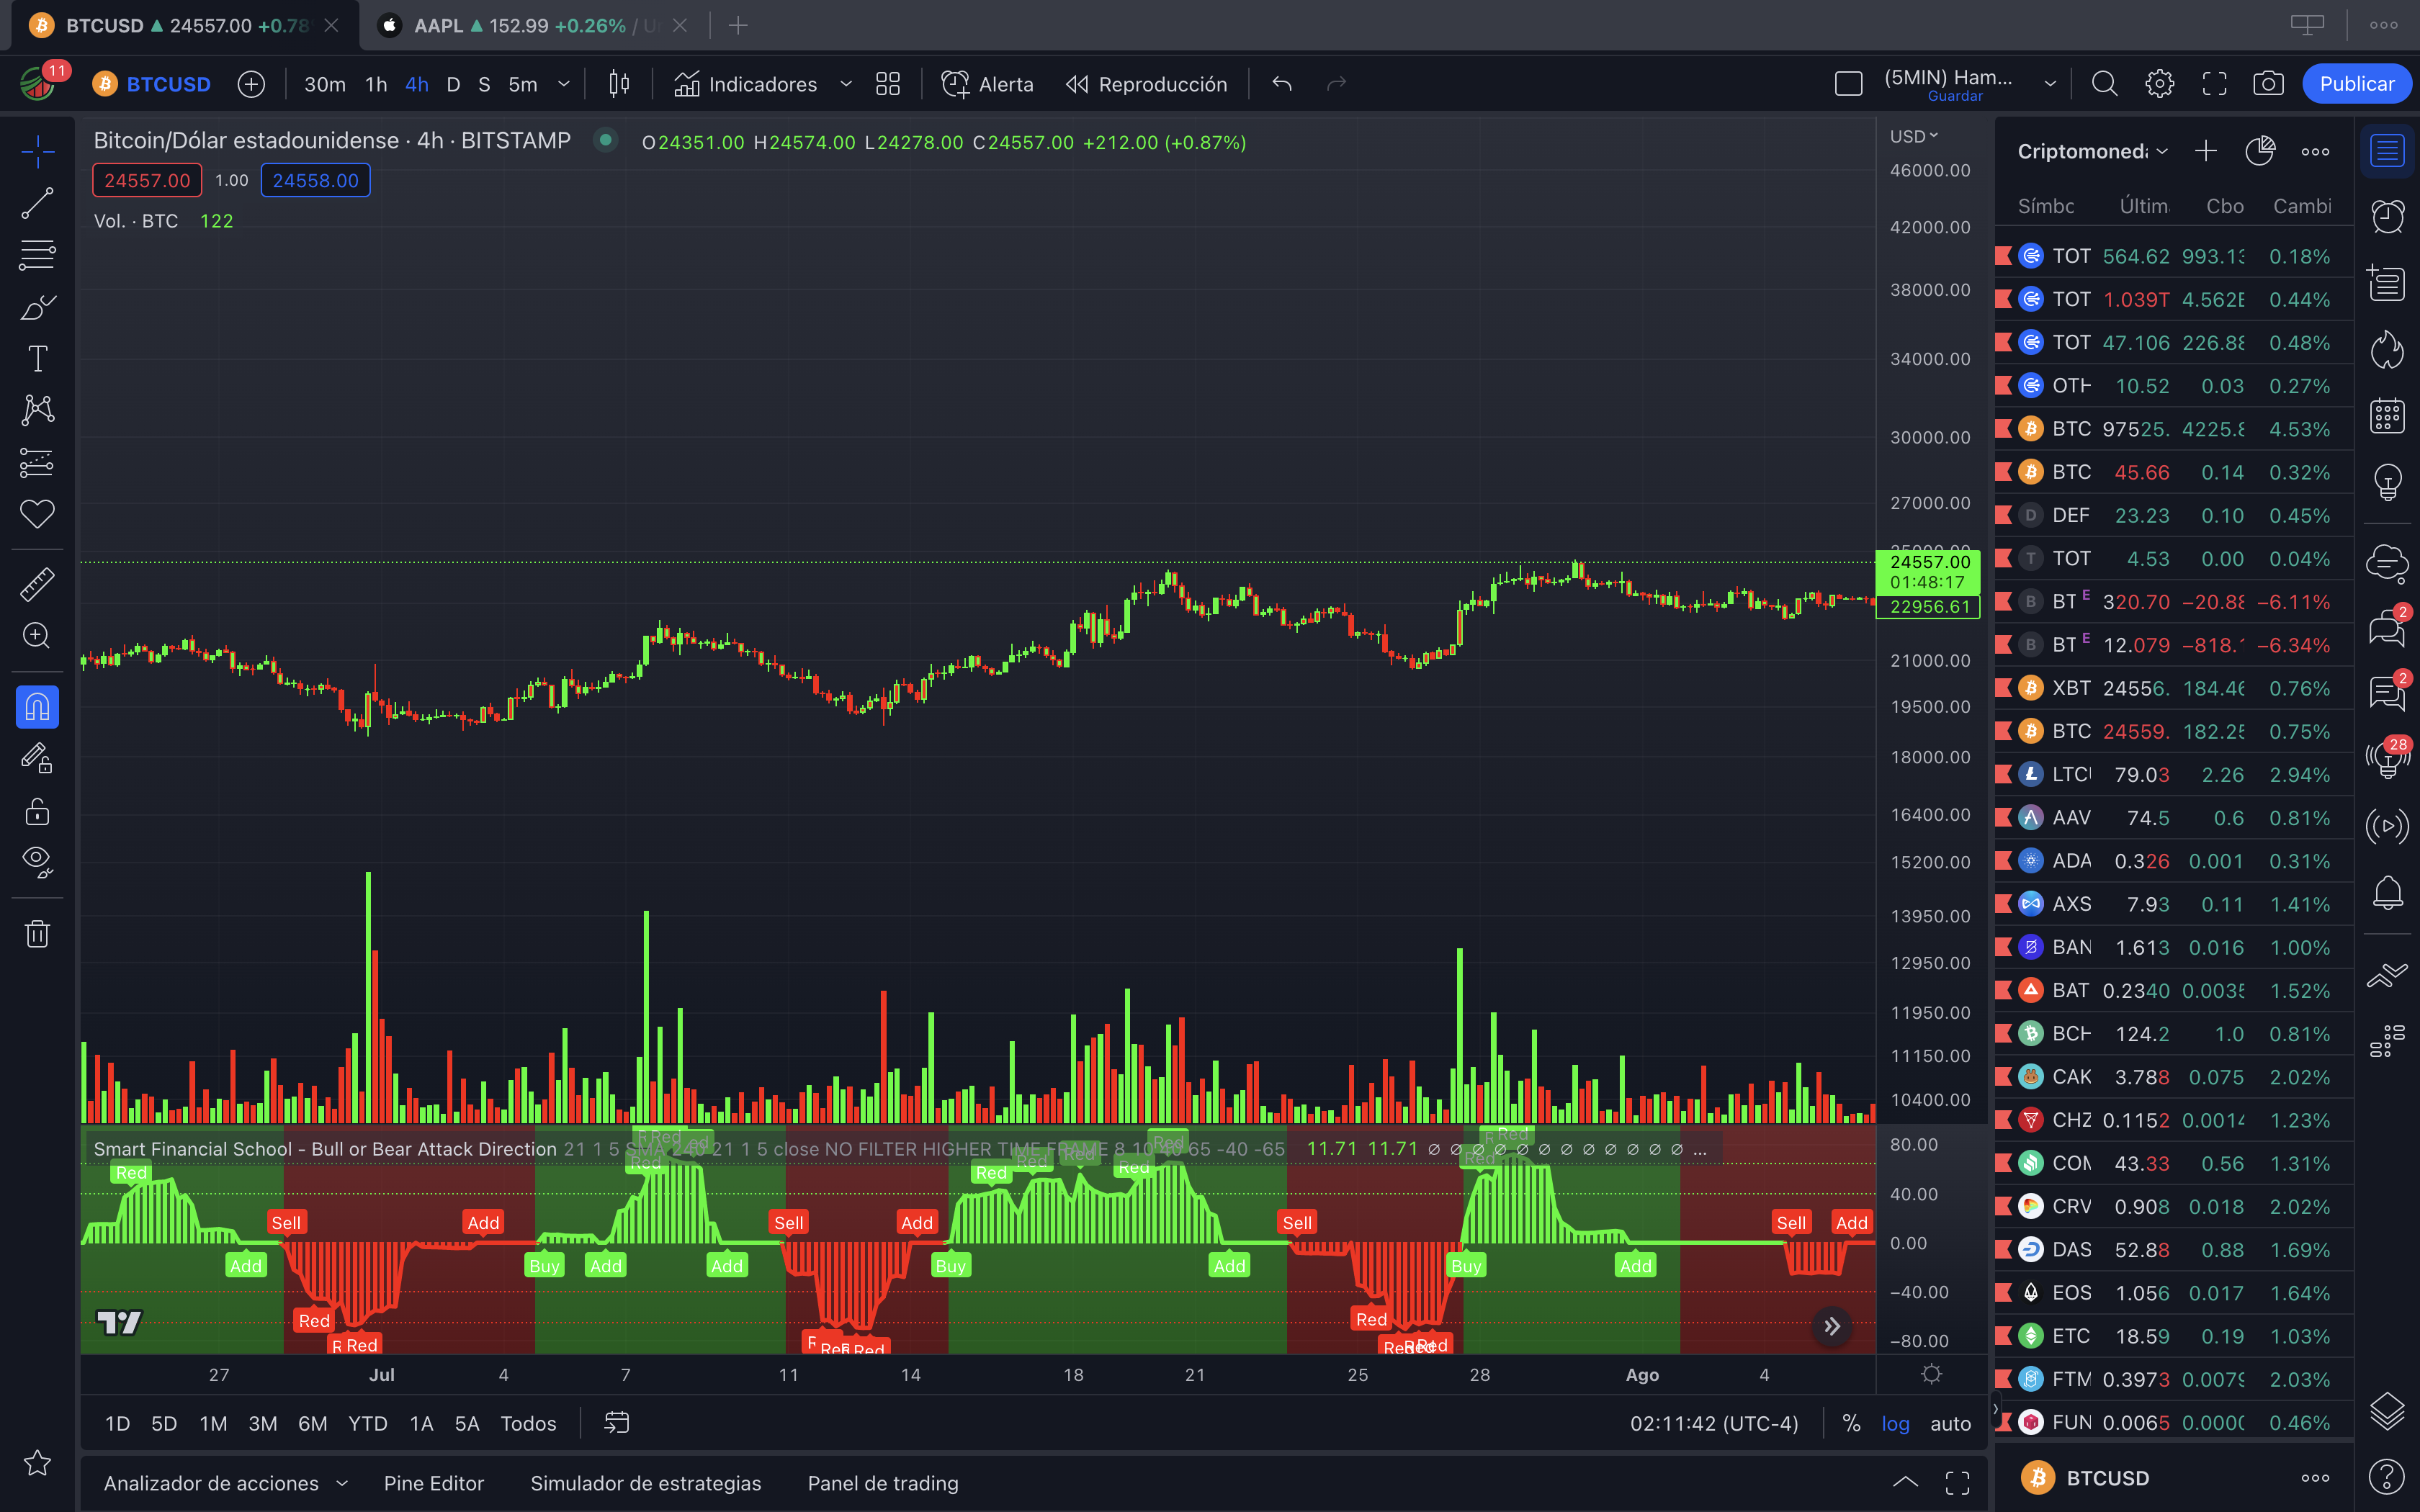 BTCUSD ▲ 24557.00 +0.78
AAPL ▲ 152.99 +0.26% / U
11
BTCUSD 30m 1h 4h D S 5m Indicadores Alerta Reproducción
(5MIN) Ham...
Guardar
Publicar
Bitcoin/Dólar estadounidense · 4h · BITSTAMP O24351.00 H24574.00 L24278.00 C24557.00 +212.00 (+0.87%)
24557.00 1.00 24558.00
Vol. · BTC 122
USD
46000.00
42000.00
38000.00
34000.00
30000.00
27000.00
24557.00
01:48:17
22956.61
21000.00
19500.00
18000.00
16400.00
15200.00
13950.00
12950.00
11950.00
11150.00
10400.00
Smart Financial School - Bull or Bear Attack Direction 21 1 5 SMA 240 21 1 5 close NO FILTER HIGHER TIME FRAME 8 10 40 65 -40 -65 11.71 11.71 ∅ ∅ ∅ ∅ ∅ ∅ ∅ ∅ ∅ ∅ ∅ ∅ ...
80.00
40.00
0.00
−40.00
−80.00
Red Red Red Red Red Red Red Red Red
Sell Add Sell Add Sell Sell Add
Add Buy Add Add Buy Add Buy Add
Red Red Red Red Red Red
27 Jul 4 7 11 14 18 21 25 28 Ago 4
1D 5D 1M 3M 6M YTD 1A 5A Todos
02:11:42 (UTC-4) % log auto
Analizador de acciones Pine Editor Simulador de estrategias Panel de trading
Criptomoned
Símbc Últim Cbo Cambi
TOT 564.62 993.13 0.18%
TOT 1.039T 4.562E 0.44%
TOT 47.106 226.88 0.48%
OTH 10.52 0.03 0.27%
BTC 97525. 4225.8 4.53%
BTC 45.66 0.14 0.32%
D DEF 23.23 0.10 0.45%
T TOT 4.53 0.00 0.04%
B BT E 320.70 −20.88 −6.11%
B BT E 12.079 −818. −6.34%
XBT 24556. 184.46 0.76%
BTC 24559. 182.25 0.75%
LTCU 79.03 2.26 2.94%
AAV 74.5 0.6 0.81%
ADA 0.326 0.001 0.31%
AXS 7.93 0.11 1.41%
BAN 1.613 0.016 1.00%
BAT 0.2340 0.0035 1.52%
BCH 124.2 1.0 0.81%
CAK 3.788 0.075 2.02%
CHZ 0.1152 0.0014 1.23%
COM 43.33 0.56 1.31%
CRV 0.908 0.018 2.02%
DAS 52.88 0.88 1.69%
EOS 1.056 0.017 1.64%
ETC 18.59 0.19 1.03%
FTM 0.3973 0.0079 2.03%
FUN 0.0065 0.0000 0.46%
BTCUSD
2
2
28